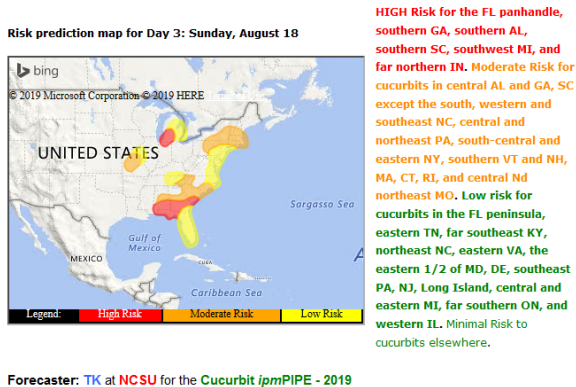 Risk prediction map for Day 3: Sunday, August 18
bing
© 2019 Microsoft Corporation © 2019 HERE
UNITED STATES
Sargasso Sea
Gulf of
Mexico
MEXICO
CUBA
Caribbean Sea
A
Legend:
High Risk
Moderate Risk
Low Risk
HIGH Risk for the FL panhandle,
southern GA, southern AL,
southern SC, southwest MI, and
far northern IN. Moderate Risk for
cucurbits in central AL and GA, SC
except the south, western and
southeast NC, central and
northeast PA, south-central and
eastern NY, southern VT and NH,
MA, CT, RI, and central Nd
northeast MO. Low risk for
cucurbits in the FL peninsula,
eastern TN, far southeast KY,
northeast NC, eastern VA, the
eastern 1/2 of MD, DE, southeast
PA, NJ, Long Island, central and
eastern MI, far southern ON, and
western IL. Minimal Risk to
cucurbits elsewhere.
Forecaster: TK at NCSU for the Cucurbit ipmPIPE - 2019